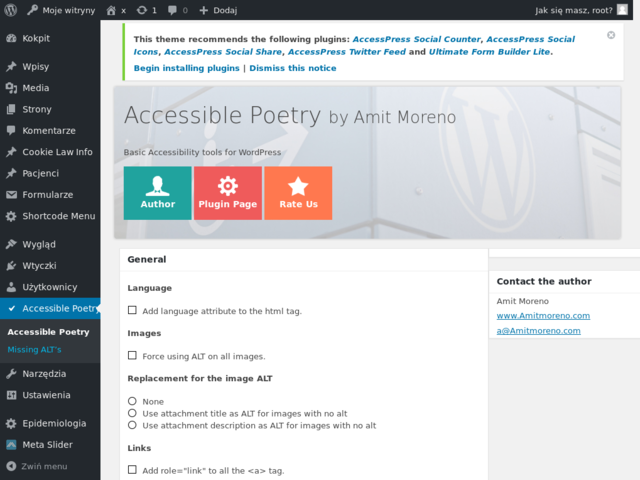 Moje witryny x 1 0 + Dodaj Jak się masz, root?
Kokpit
Wpisy
Media
Strony
Komentarze
Cookie Law Info
Pacjenci
Formularze
Shortcode Menu
Wygląd
Wtyczki
Użytkownicy
Accessible Poetry
Accessible Poetry
Missing ALT's
Narzędzia
Ustawienia
Epidemiologia
Meta Slider
Zwiń menu
This theme recommends the following plugins: AccessPress Social Counter, AccessPress Social
Icons, AccessPress Social Share, AccessPress Twitter Feed and Ultimate Form Builder Lite.
Begin installing plugins | Dismiss this notice
Accessible Poetry by Amit Moreno
Basic Accessibility tools for WordPress
Author
Plugin Page
Rate Us
General
Language
Add language attribute to the html tag.
Images
Force using ALT on all images.
Replacement for the image ALT
None
Use attachment title as ALT for images with no alt
Use attachment description as ALT for images with no alt
Links
Add role="link" to all the <a> tag.
Contact the author
Amit Moreno
www.Amitmoreno.com
a@Amitmoreno.com